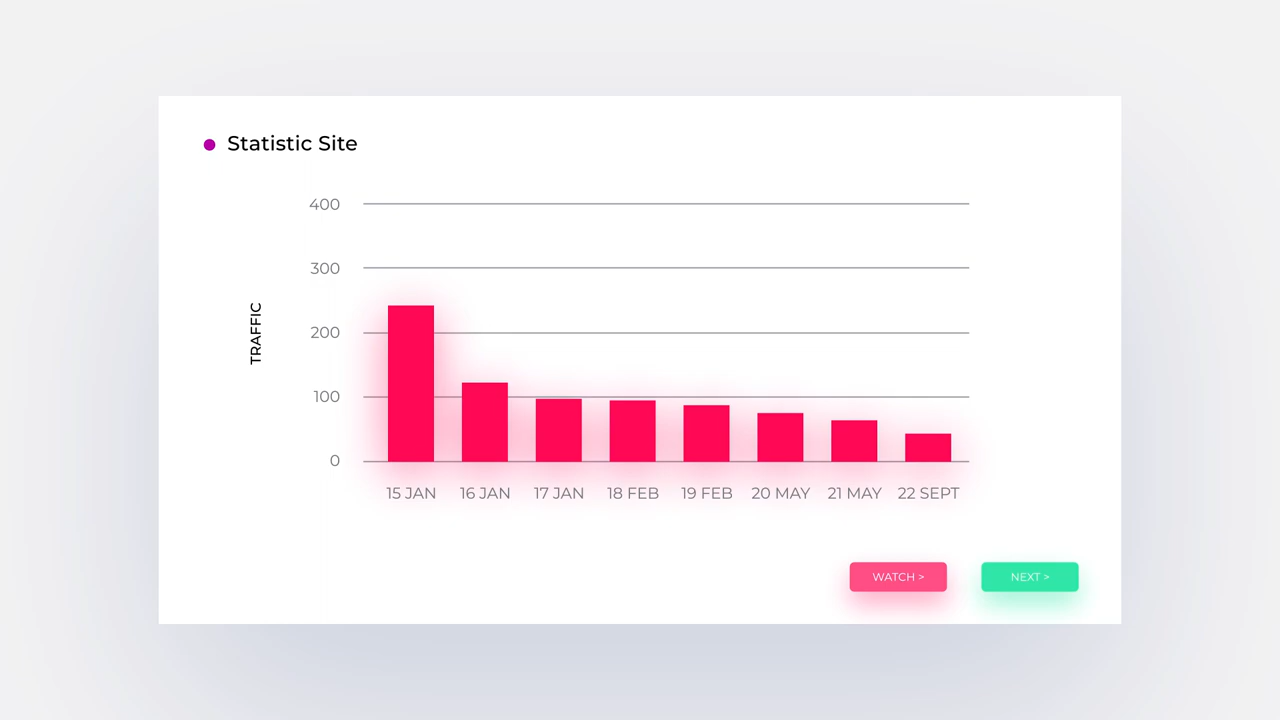 Statistic Site
400
300
200
100
0
TRAFFIC
15 JAN 16 JAN 17 JAN 18 FEB 19 FEB 20 MAY 21 MAY 22 SEPT
WATCH > NEXT >